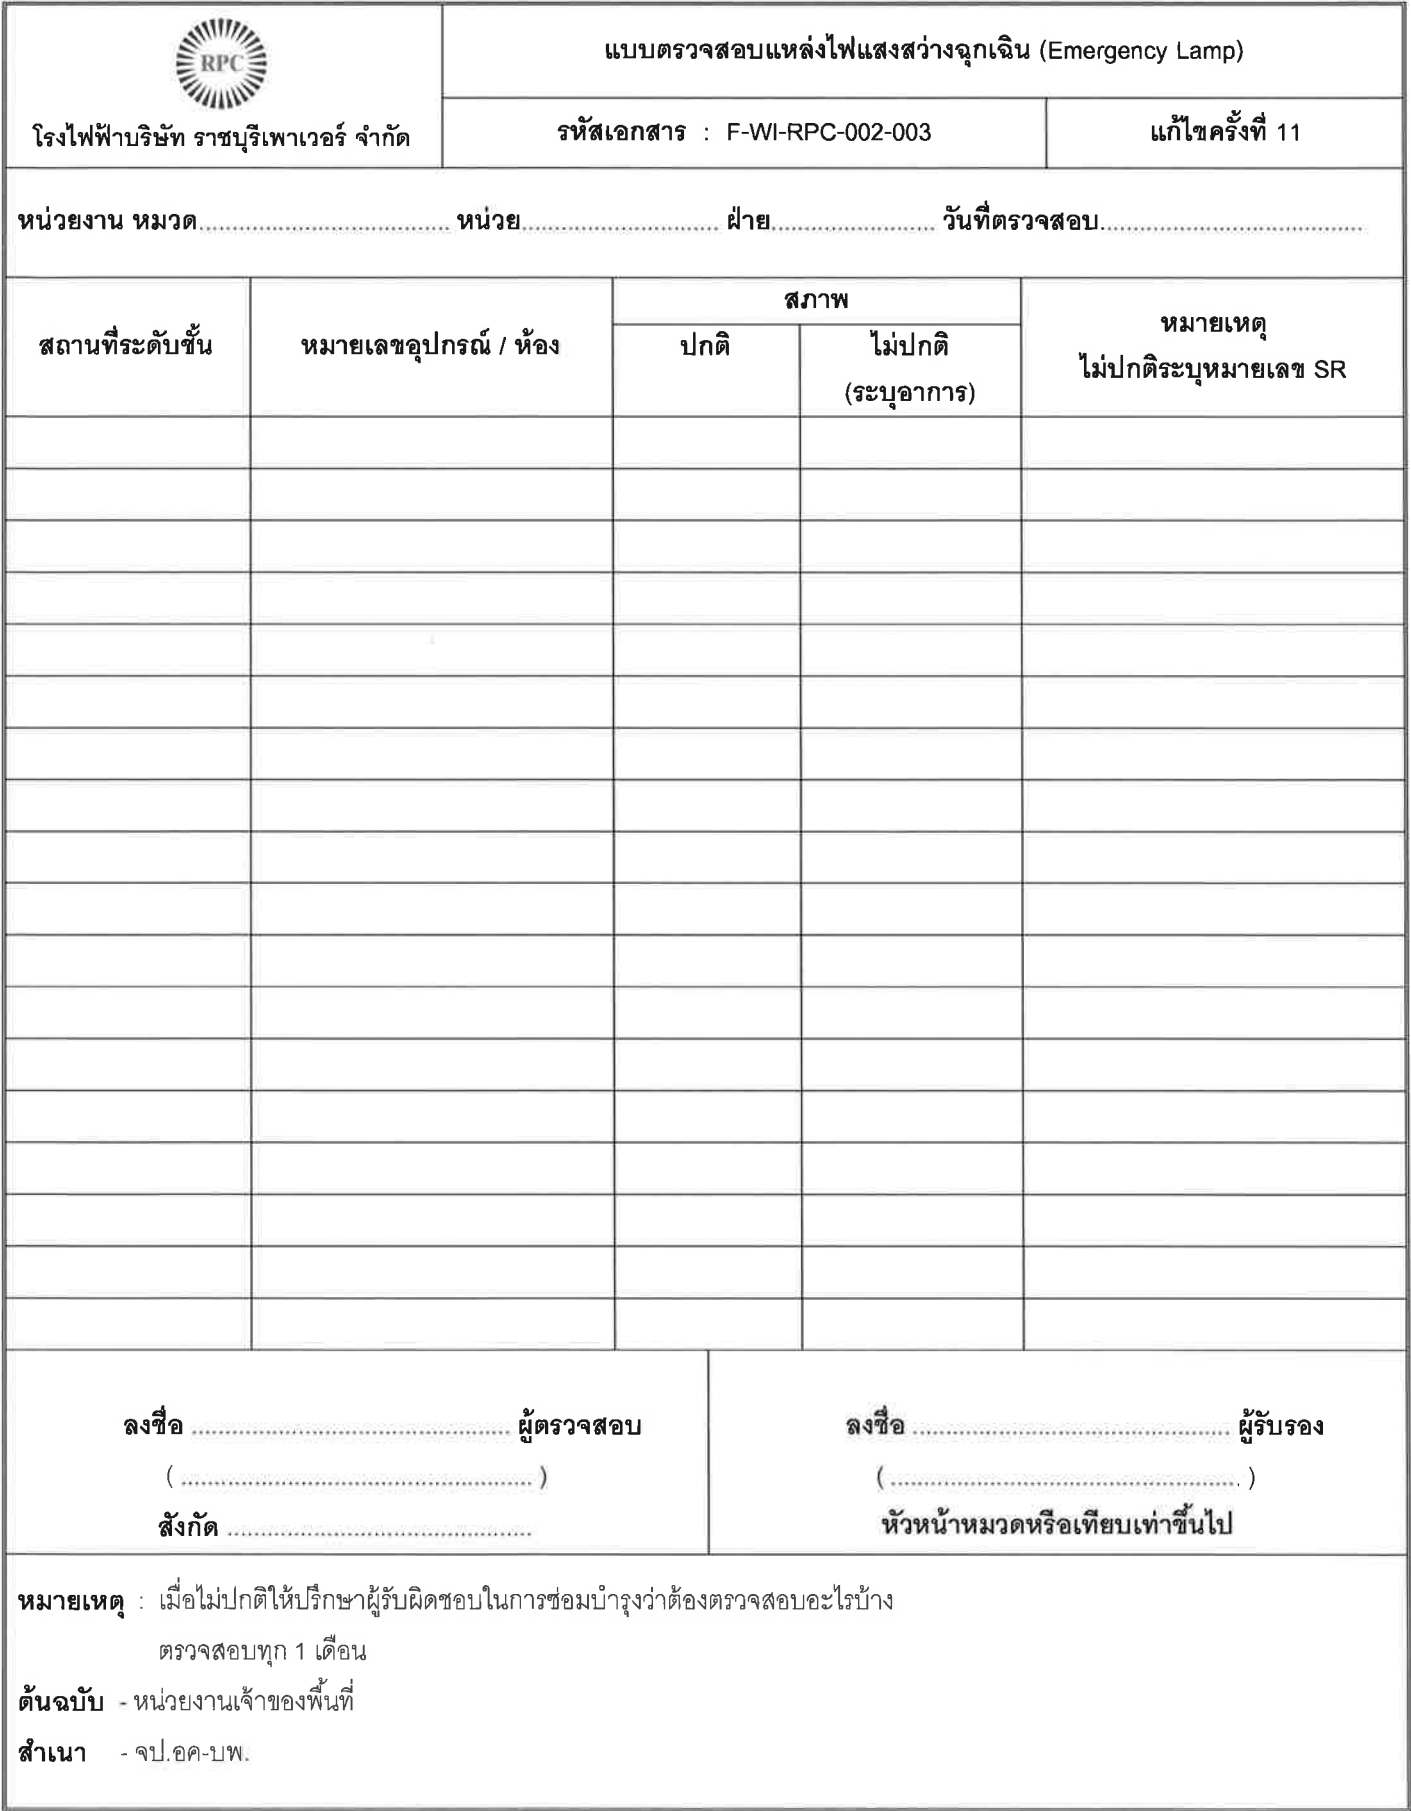 RPC
โรงไฟฟ้าบริษัท ราชบุรีเพาเวอร์ จำกัด
แบบตรวจสอบแหล่งไฟแสงสว่างฉุกเฉิน (Emergency Lamp)
รหัสเอกสาร : F-WI-RPC-002-003
แก้ไขครั้งที่ 11
หน่วยงาน หมวด...................................... หน่วย.............................. ฝ่าย......................... วันที่ตรวจสอบ........................................
สถานที่ระดับชั้น
หมายเลขอุปกรณ์ / ห้อง
สภาพ
ปกติ
ไม่ปกติ
(ระบุอาการ)
หมายเหตุ
ไม่ปกติระบุหมายเลข SR
ลงชื่อ ................................................ ผู้ตรวจสอบ
( ..................................................... )
สังกัด ..............................................
ลงชื่อ ................................................ ผู้รับรอง
( ..................................................... )
หัวหน้าหมวดหรือเทียบเท่าขึ้นไป
หมายเหตุ : เมื่อไม่ปกติให้ปรึกษาผู้รับผิดชอบในการซ่อมบำรุงว่าต้องตรวจสอบอะไรบ้าง
ตรวจสอบทุก 1 เดือน
ต้นฉบับ - หน่วยงานเจ้าของพื้นที่
สำเนา - จป.อค-บพ.